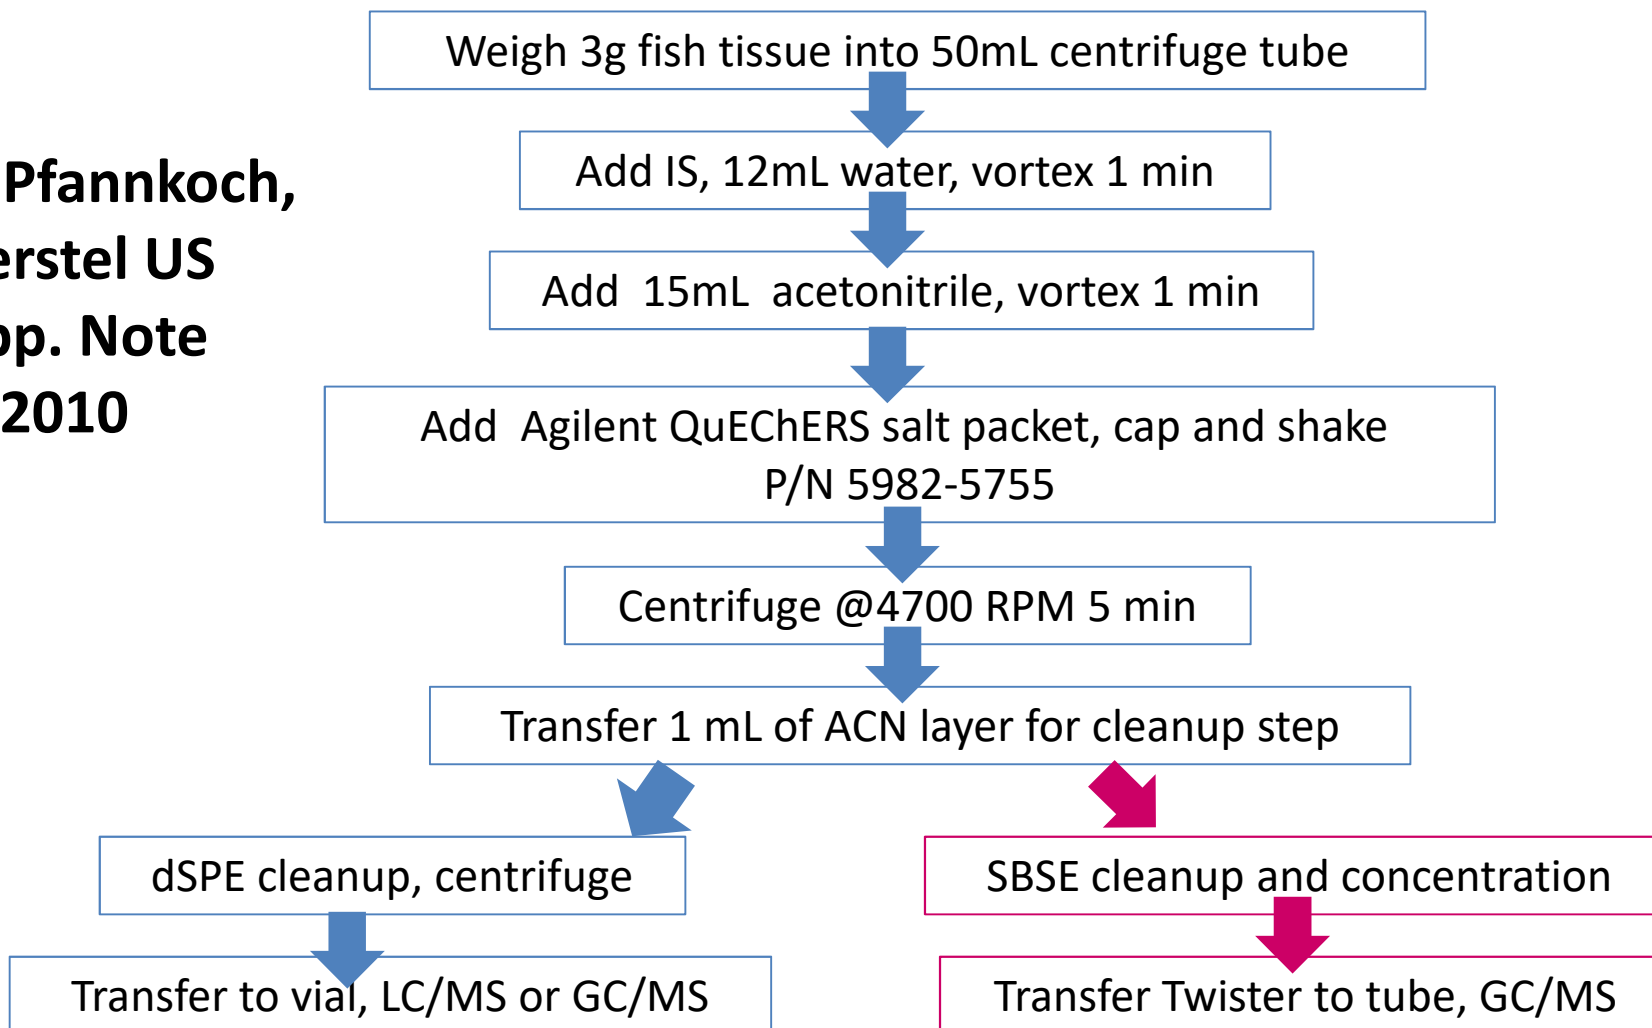 Weigh 3g fish tissue into 50mL centrifuge tube
Add IS, 12mL water, vortex 1 min
Pfannkoch,
US
Note
2010
Add 15mL acetonitrile, vortex 1 min
Add Agilent QuEChERS salt packet, cap and shake
P/N 5982-5755
Centrifuge @4700 RPM 5 min
Transfer 1 mL of ACN layer for cleanup step
dSPE cleanup, centrifuge
SBSE cleanup and concentration
Transfer to vial, LC/MS or GC/MS
Transfer Twister to tube, GC/MS